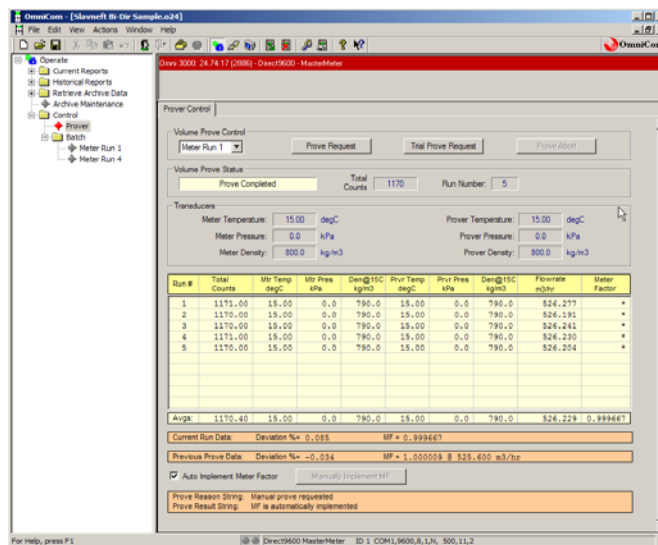 OmniCom - [Slavneft Bi-Dir Sample.o24]
File Edit View Actions Window Help
OmniCom
Operate
Current Reports
Historical Reports
Retrieve Archive Data
Archive Maintenance
Control
Prover
Batch
Meter Run 1
Meter Run 4
Omni 3000: 24.74.17 (2886) - Direct9600 - MasterMeter
Prover Control
Volume Prove Control
Meter Run 1 Prove Request Trial Prove Request Prove Abort
Volume Prove Status
Prove Completed Total Counts 1170 Run Number: 5
Transducers
Meter Temperature: 15.00 degC Prover Temperature: 15.00 degC
Meter Pressure: 0.0 kPa Prover Pressure: 0.0 kPa
Meter Density: 800.0 kg/m3 Prover Density: 800.0 kg/m3
Run # Total Counts Mtr Temp degC Mtr Pres kPa Den@15C kg/m3 Prvr Temp degC Prvr Pres kPa Den@15C kg/m3 Flowrate m3/hr Meter Factor
1 1171.00 15.00 0.0 790.0 15.00 0.0 790.0 526.277 *
2 1170.00 15.00 0.0 790.0 15.00 0.0 790.0 526.191 *
3 1170.00 15.00 0.0 790.0 15.00 0.0 790.0 526.241 *
4 1171.00 15.00 0.0 790.0 15.00 0.0 790.0 526.230 *
5 1170.00 15.00 0.0 790.0 15.00 0.0 790.0 526.204 *
Avgs: 1170.40 15.00 0.0 790.0 15.00 0.0 790.0 526.229 0.999667
Current Run Data: Deviation %= 0.085 MF = 0.999667
Previous Prove Data: Deviation %= -0.034 MF = 1.000009 @ 525.600 m3/hr
Auto Implement Meter Factor Manually Implement MF
Prove Reason String: Manual prove requested
Prove Result String: MF is automatically implemented
For Help, press F1 Direct9600 MasterMeter ID 1 COM1,9600,8,1,N, 500,11,2